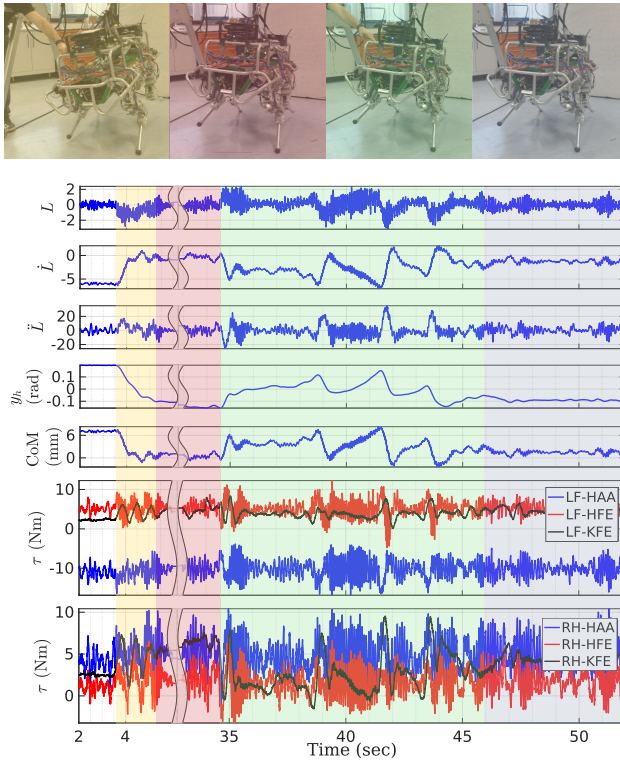 2
0
-2
L
0
-5
L̇
20
0
-20
L̈
0.1
0
-0.1
y_h
(rad)
6
0
CoM
(mm)
10
0
-10
τ (Nm)
LF-HAA
LF-HFE
LF-KFE
10
5
0
τ (Nm)
RH-HAA
RH-HFE
RH-KFE
2 4 35 40 45 50
Time (sec)